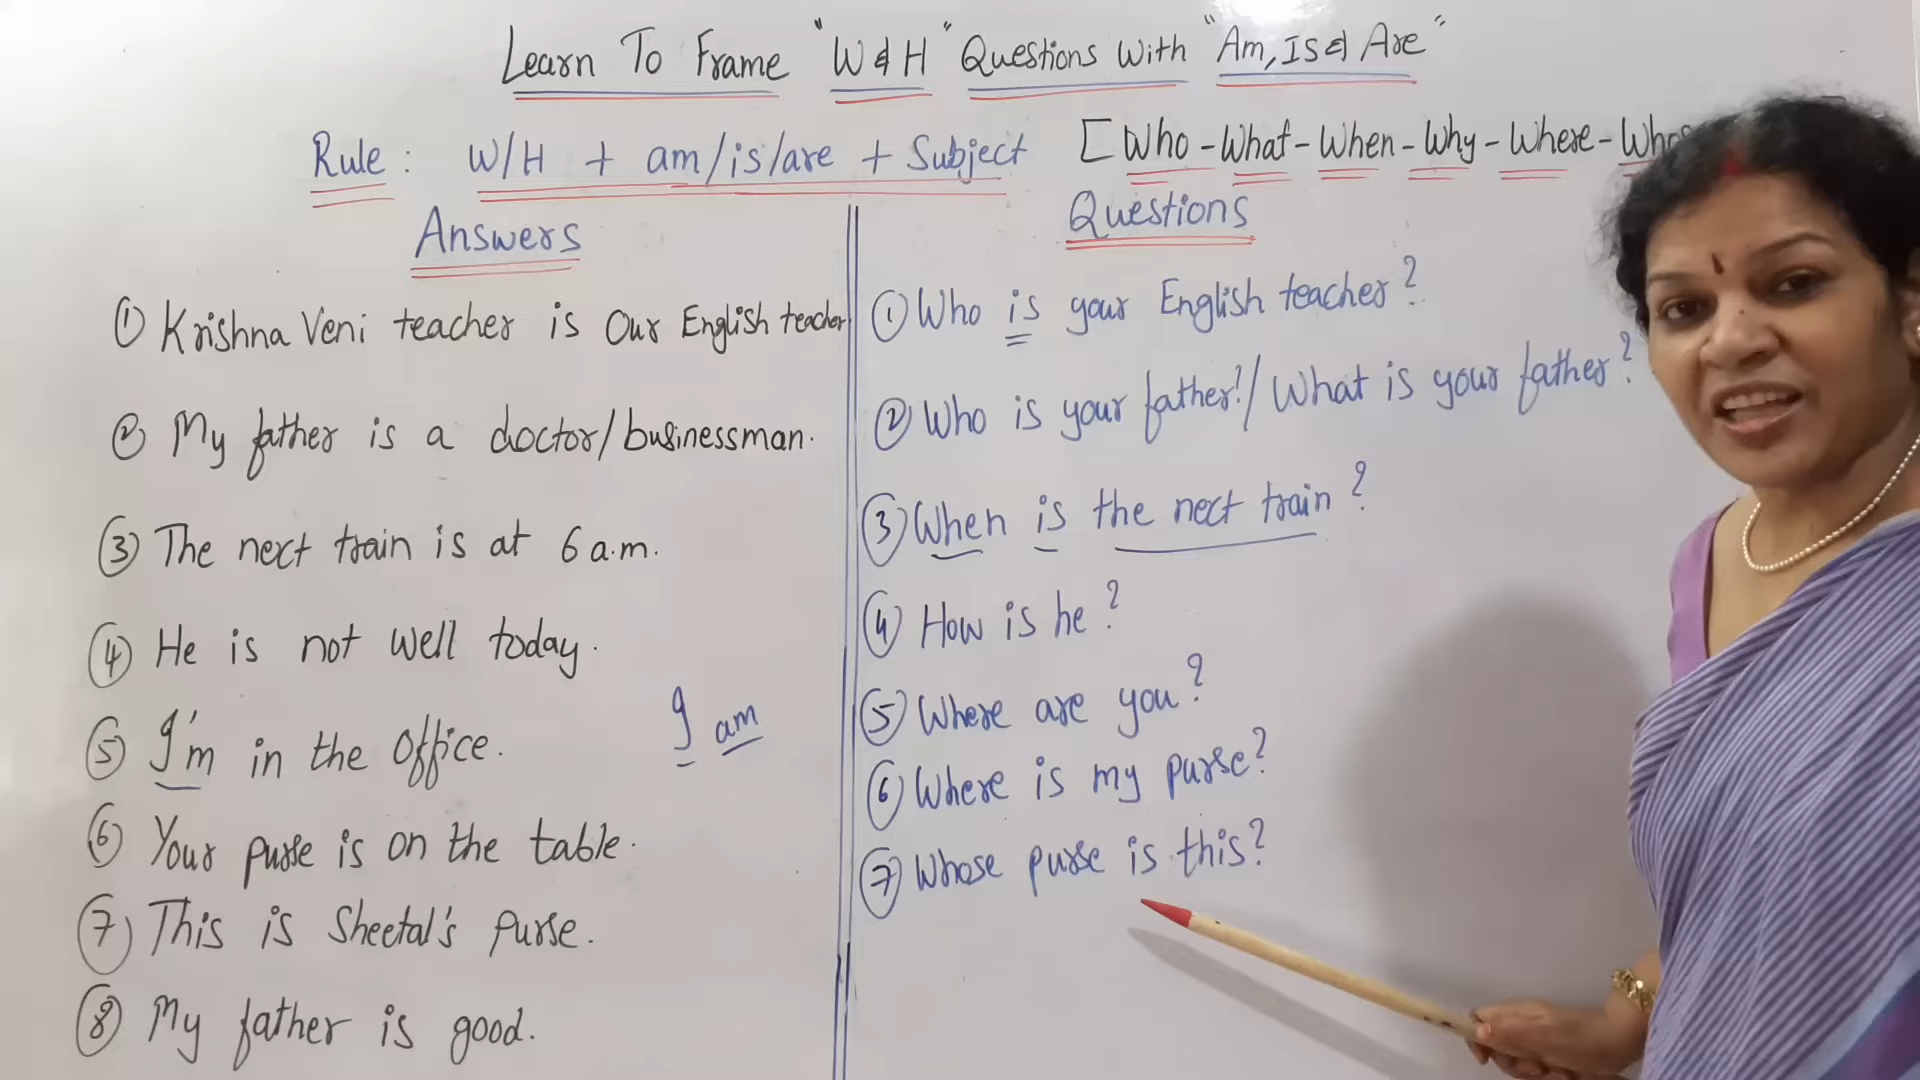 Learn To Frame "W & H" Questions With "Am, Is & Are"
Rule : W/H + am/is/are + Subject
[Who - What - When - Why - Where -
Answers
① Krishna Veni teacher is Our English teacher
② My father is a doctor/businessman.
③ The next train is at 6 a.m.
④ He is not well today.
⑤ I'm in the Office.
I am
⑥ Your purse is on the table.
⑦ This is Sheetal's purse.
⑧ My father is good.
Questions
① Who is your English teacher?
② Who is your father?/ What is your father?
③ When is the next train?
④ How is he?
⑤ Where are you?
⑥ Where is my purse?
⑦ Whose purse is this?